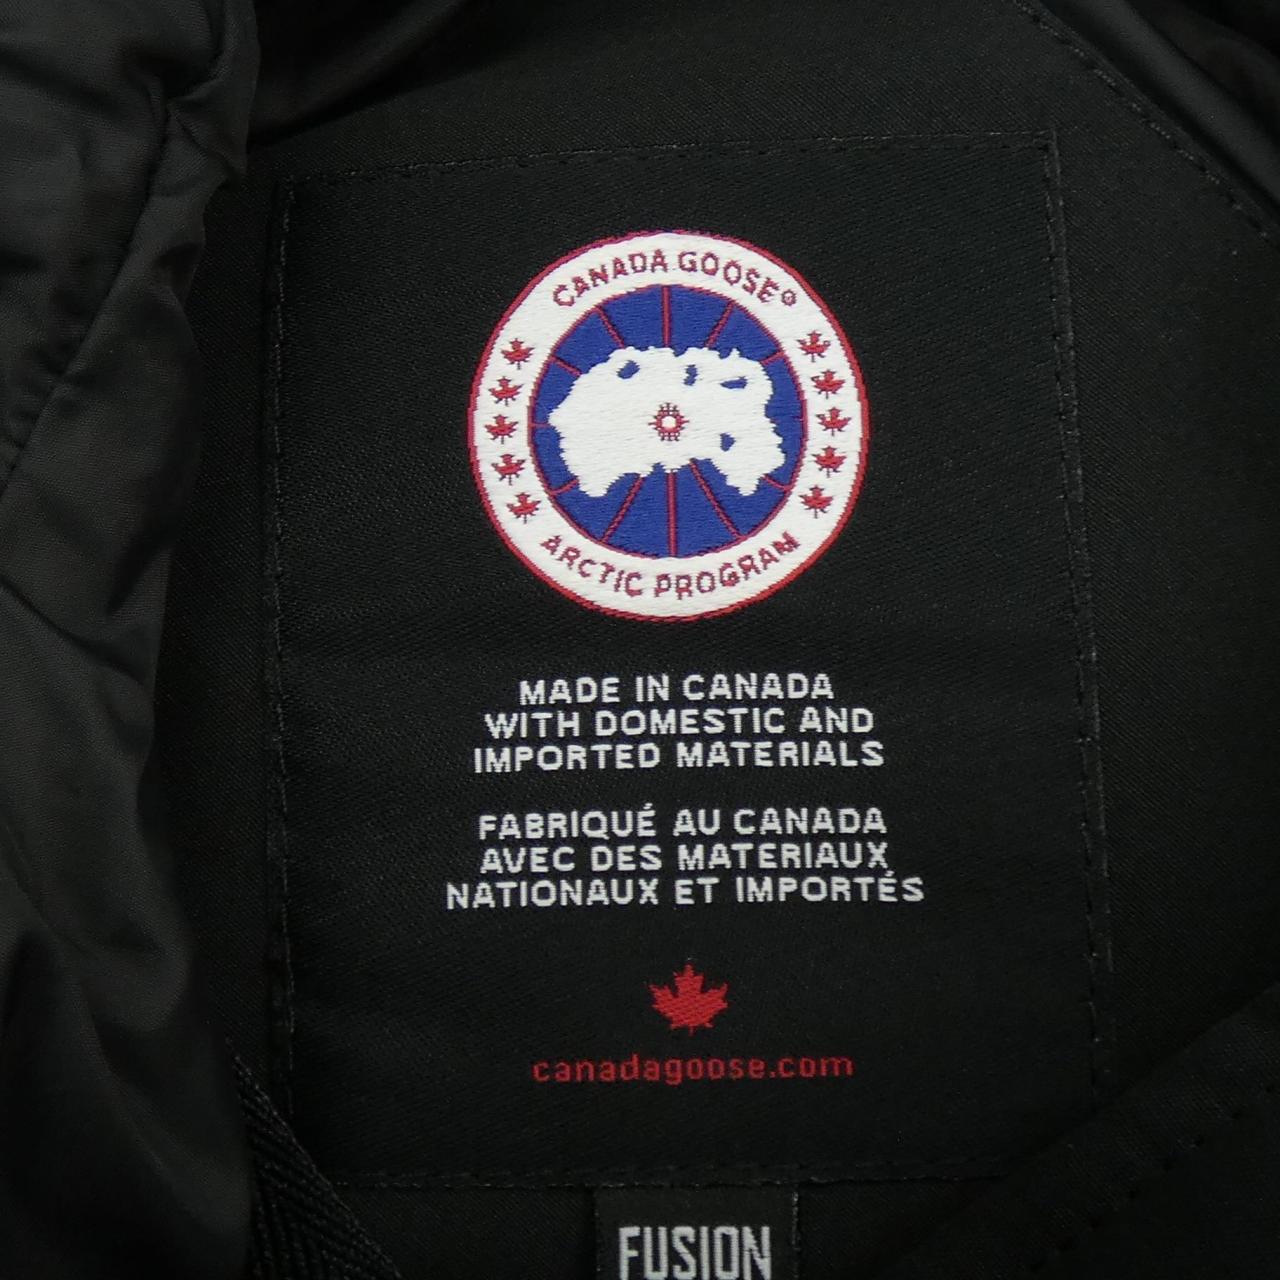 CANADA GOOSE®
ARCTIC PROGRAM
MADE IN CANADA
WITH DOMESTIC AND
IMPORTED MATERIALS
FABRIQUÉ AU CANADA
AVEC DES MATERIAUX
NATIONAUX ET IMPORTÉS
canadagoose.com
FUSION